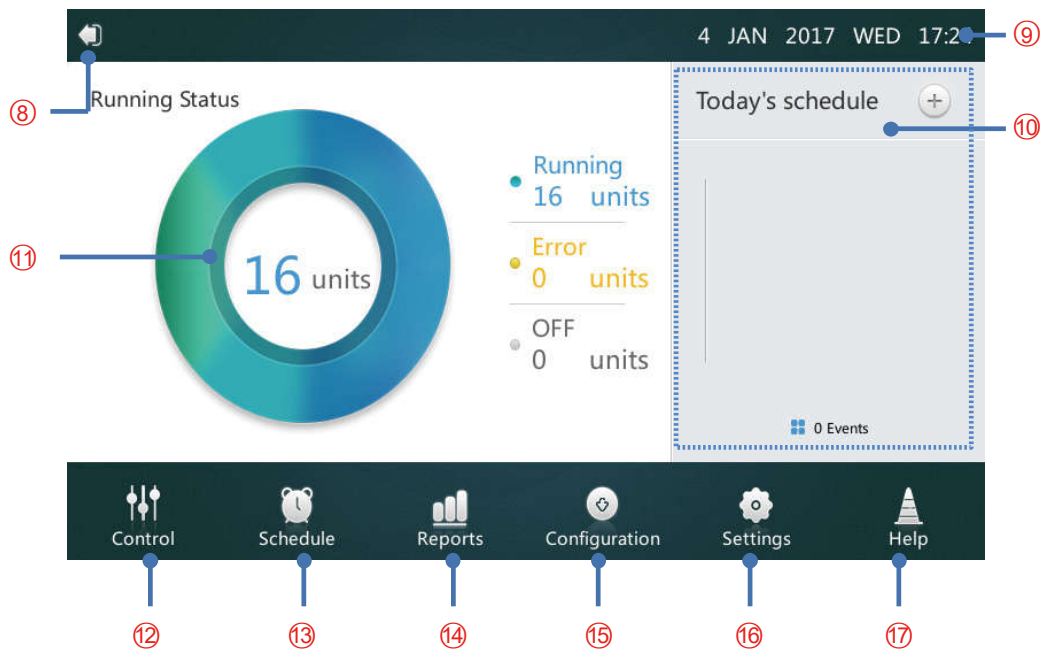 4 JAN 2017 WED 17:2
⑨
⑧
Running Status
Today's schedule
⑩
Running
16 units
⑪
16 units
Error
0 units
OFF
0 units
0 Events
Control
Schedule
Reports
Configuration
Settings
Help
⑫
⑬
⑭
⑮
⑯
⑰